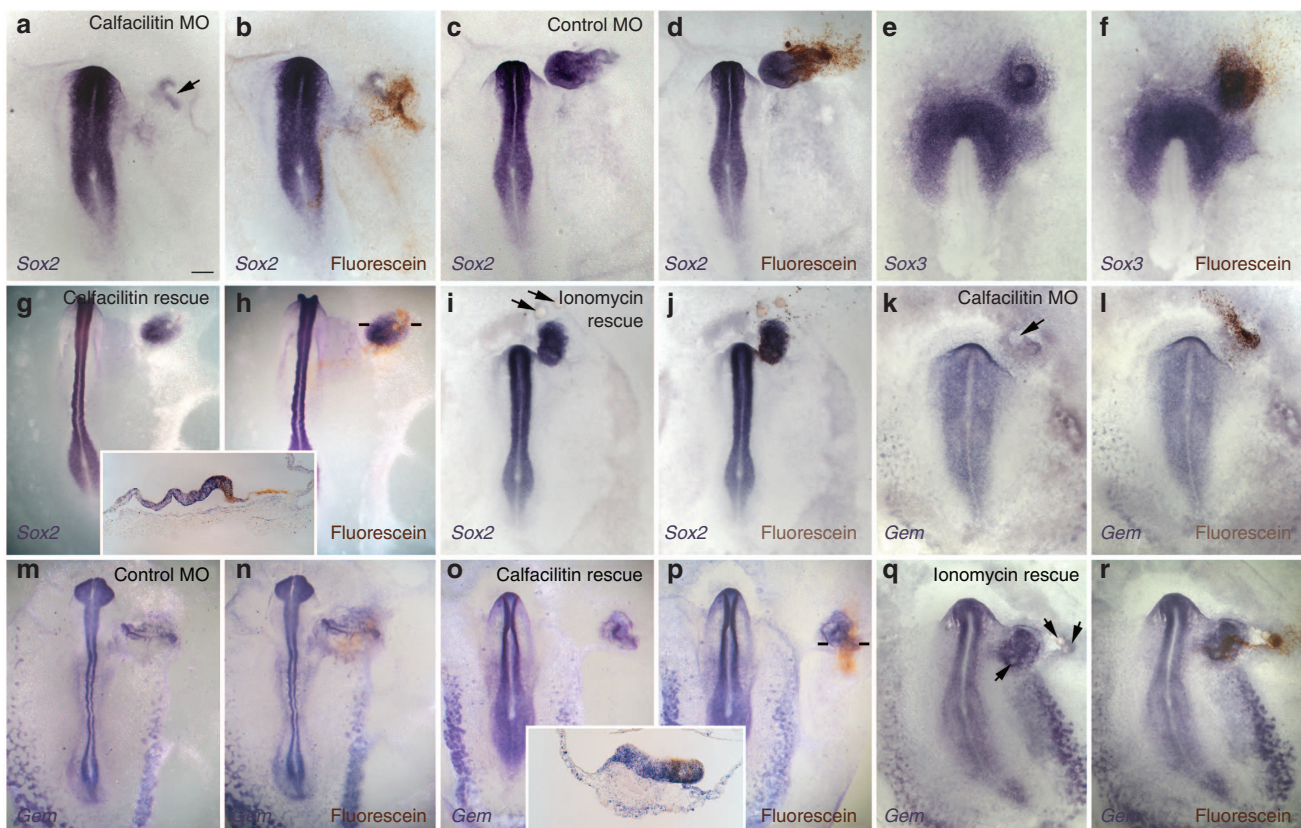 a Calfacilitin MO b c Control MO d e f
Sox2 Sox2 Fluorescein Sox2 Sox2 Fluorescein Sox3 Sox3 Fluorescein
g Calfacilitin rescue h i Ionomycin rescue j k Calfacilitin MO l
Sox2 Fluorescein Sox2 Sox2 Fluorescein Gem Gem Fluorescein
m Control MO n o Calfacilitin rescue p q Ionomycin rescue r
Gem Gem Fluorescein Gem Fluorescein Gem Gem Fluorescein